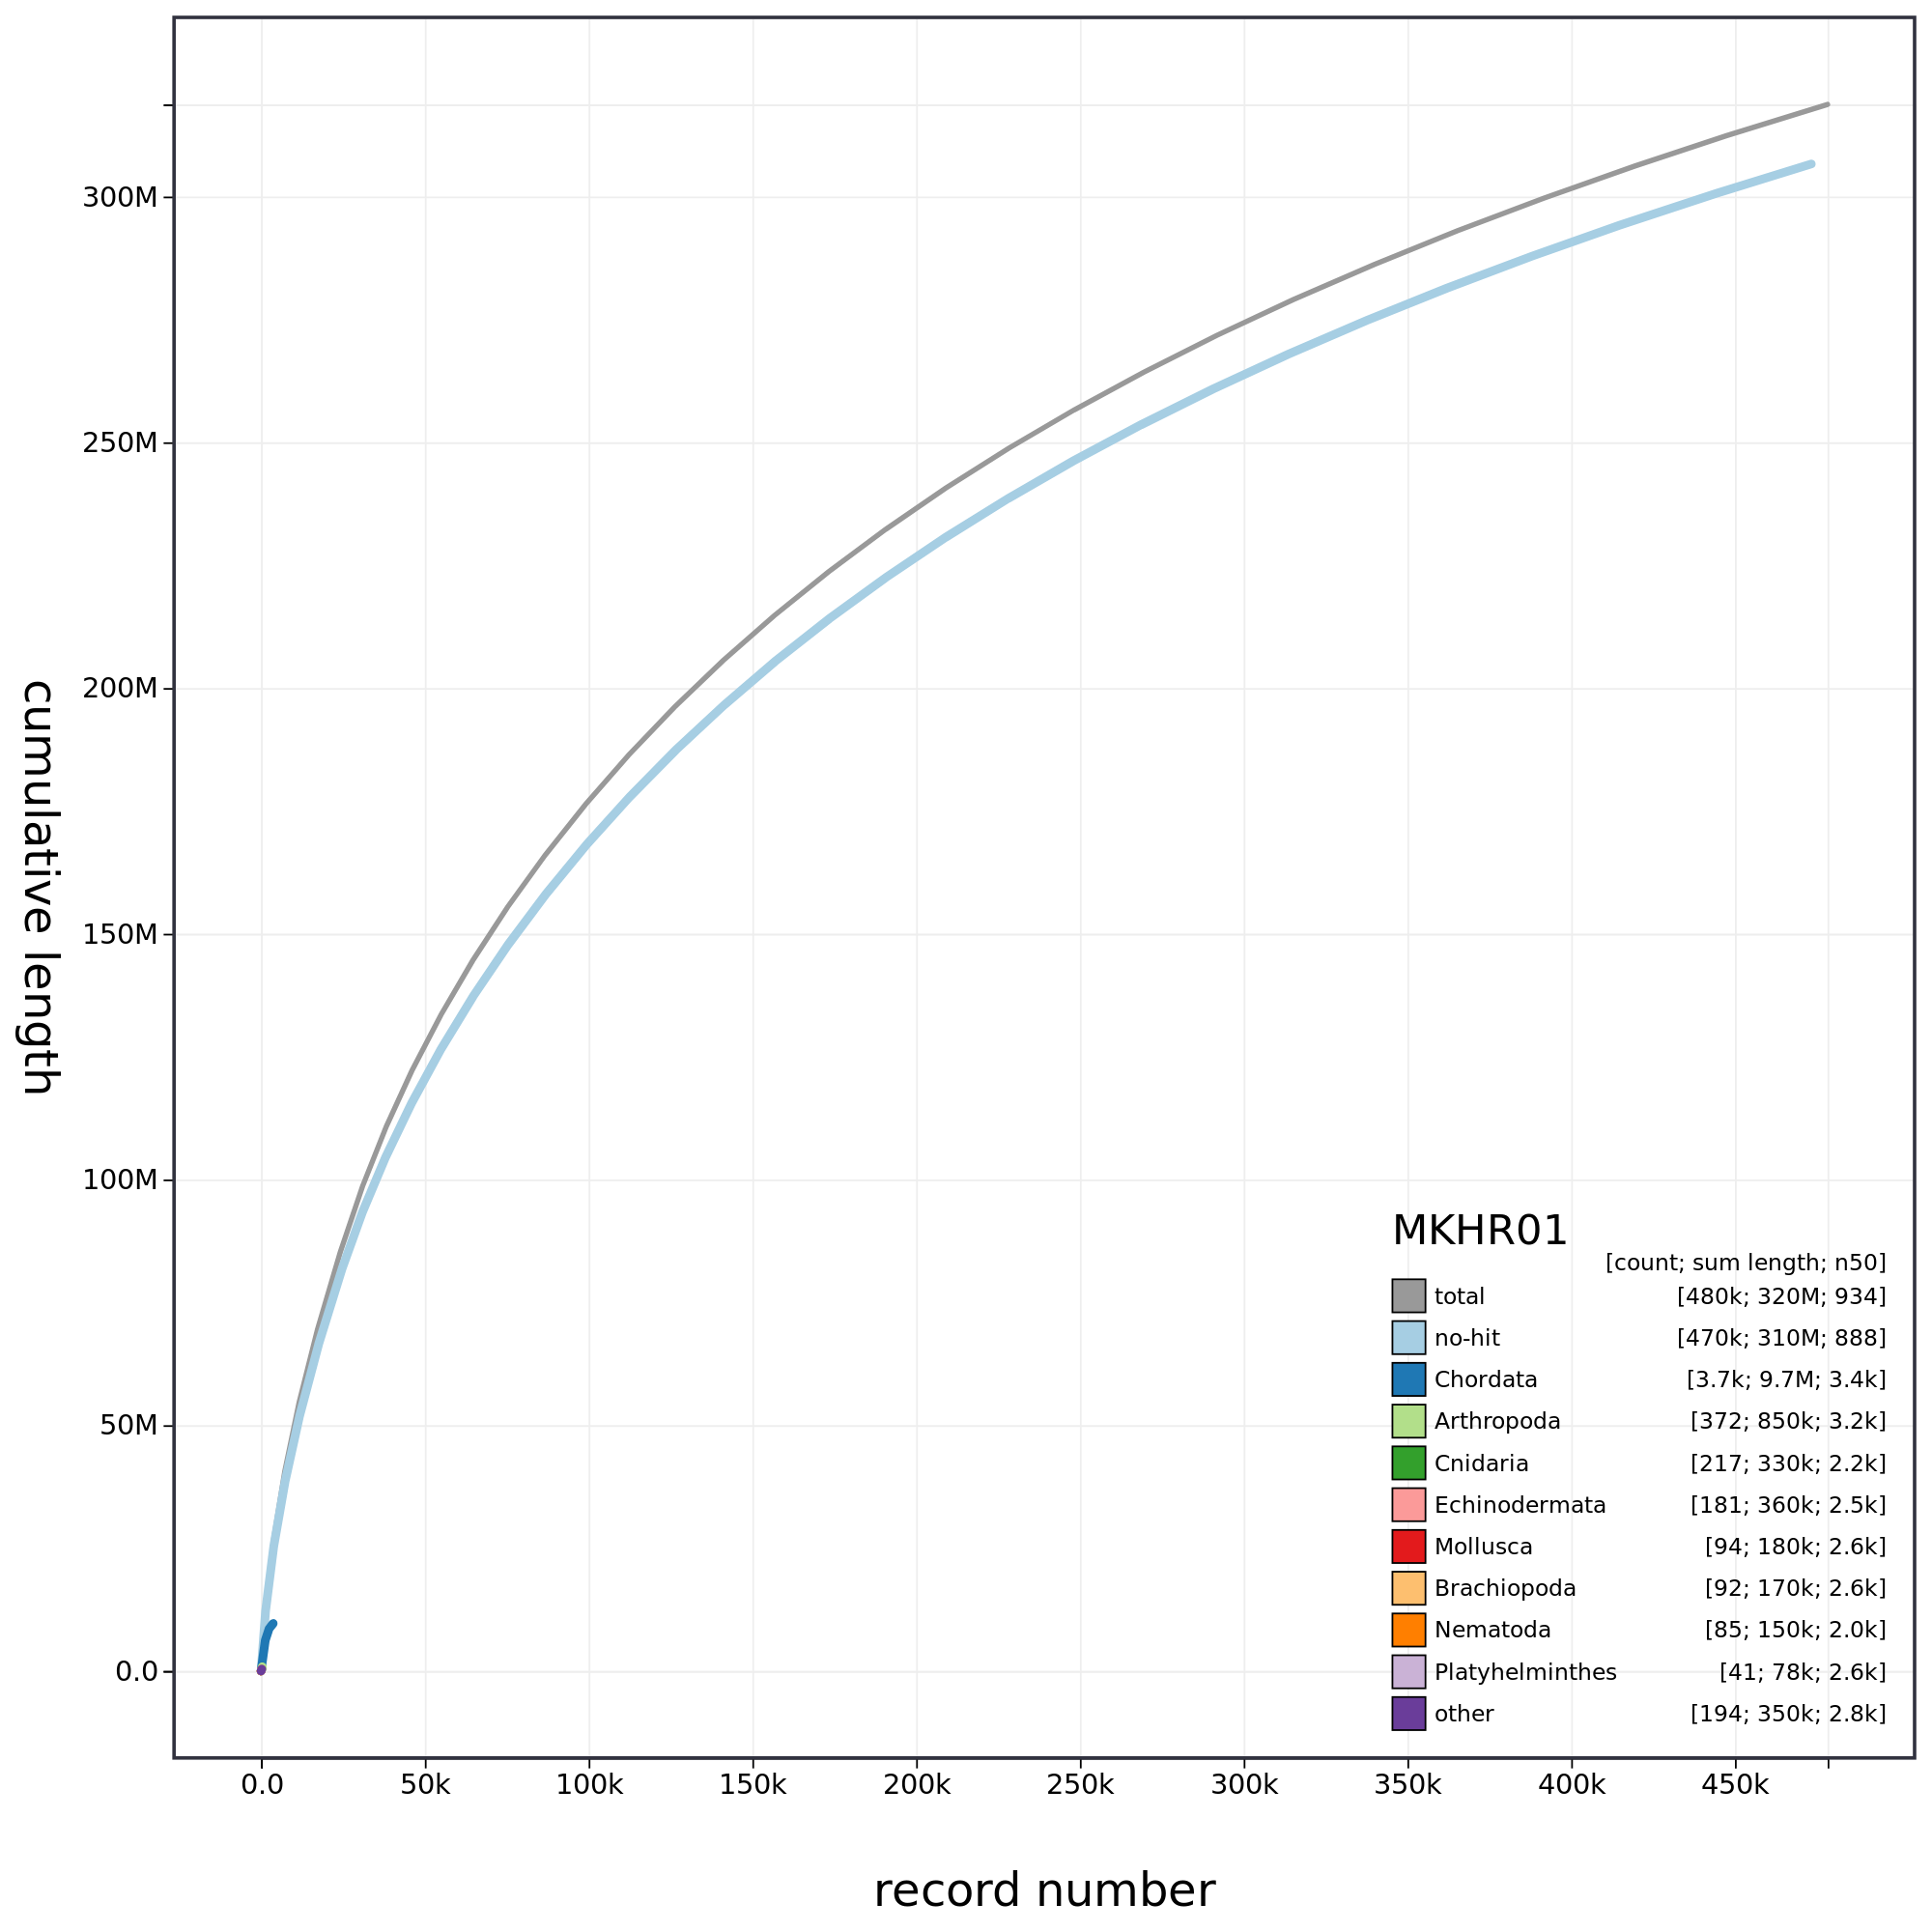 300M
250M
200M
150M
100M
50M
0.0
cumulative length
MKHR01
[count; sum length; n50]
total [480k; 320M; 934]
no-hit [470k; 310M; 888]
Chordata [3.7k; 9.7M; 3.4k]
Arthropoda [372; 850k; 3.2k]
Cnidaria [217; 330k; 2.2k]
Echinodermata [181; 360k; 2.5k]
Mollusca [94; 180k; 2.6k]
Brachiopoda [92; 170k; 2.6k]
Nematoda [85; 150k; 2.0k]
Platyhelminthes [41; 78k; 2.6k]
other [194; 350k; 2.8k]
0.0 50k 100k 150k 200k 250k 300k 350k 400k 450k
record number